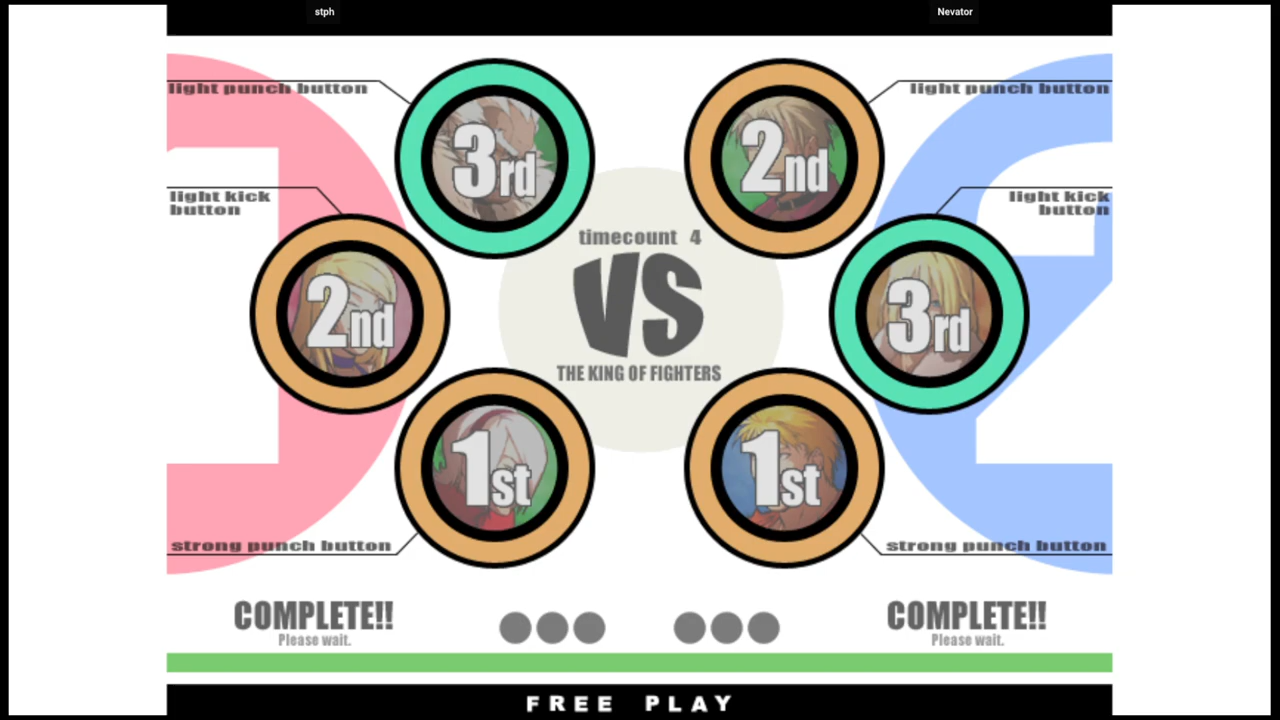 stph
Nevator
light punch button
light punch button
3rd
2nd
light kick
button
light kick
button
timecount 4
VS
THE KING OF FIGHTERS
2nd
3rd
1st
1st
strong punch button
strong punch button
COMPLETE!!
Please wait.
COMPLETE!!
Please wait.
FREE PLAY